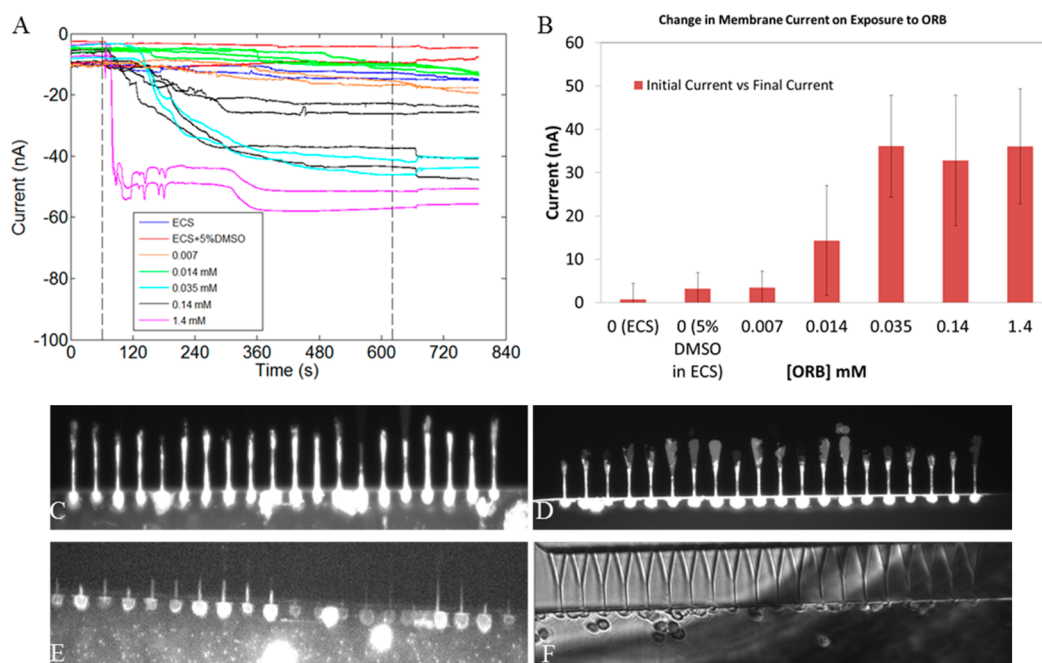 A
0
-20
-40
-60
-80
-100
Current (nA)
ECS
ECS+5%DMSO
0.007
0.014 mM
0.035 mM
0.14 mM
1.4 mM
0 120 240 360 480 600 720 840
Time (s)
B
Change in Membrane Current on Exposure to ORB
60
50
40
30
20
10
0
Current (nA)
Initial Current vs Final Current
0 (ECS) 0 (5% 0.007 0.014 0.035 0.14 1.4
DMSO
in ECS) [ORB] mM
C
D
E
F